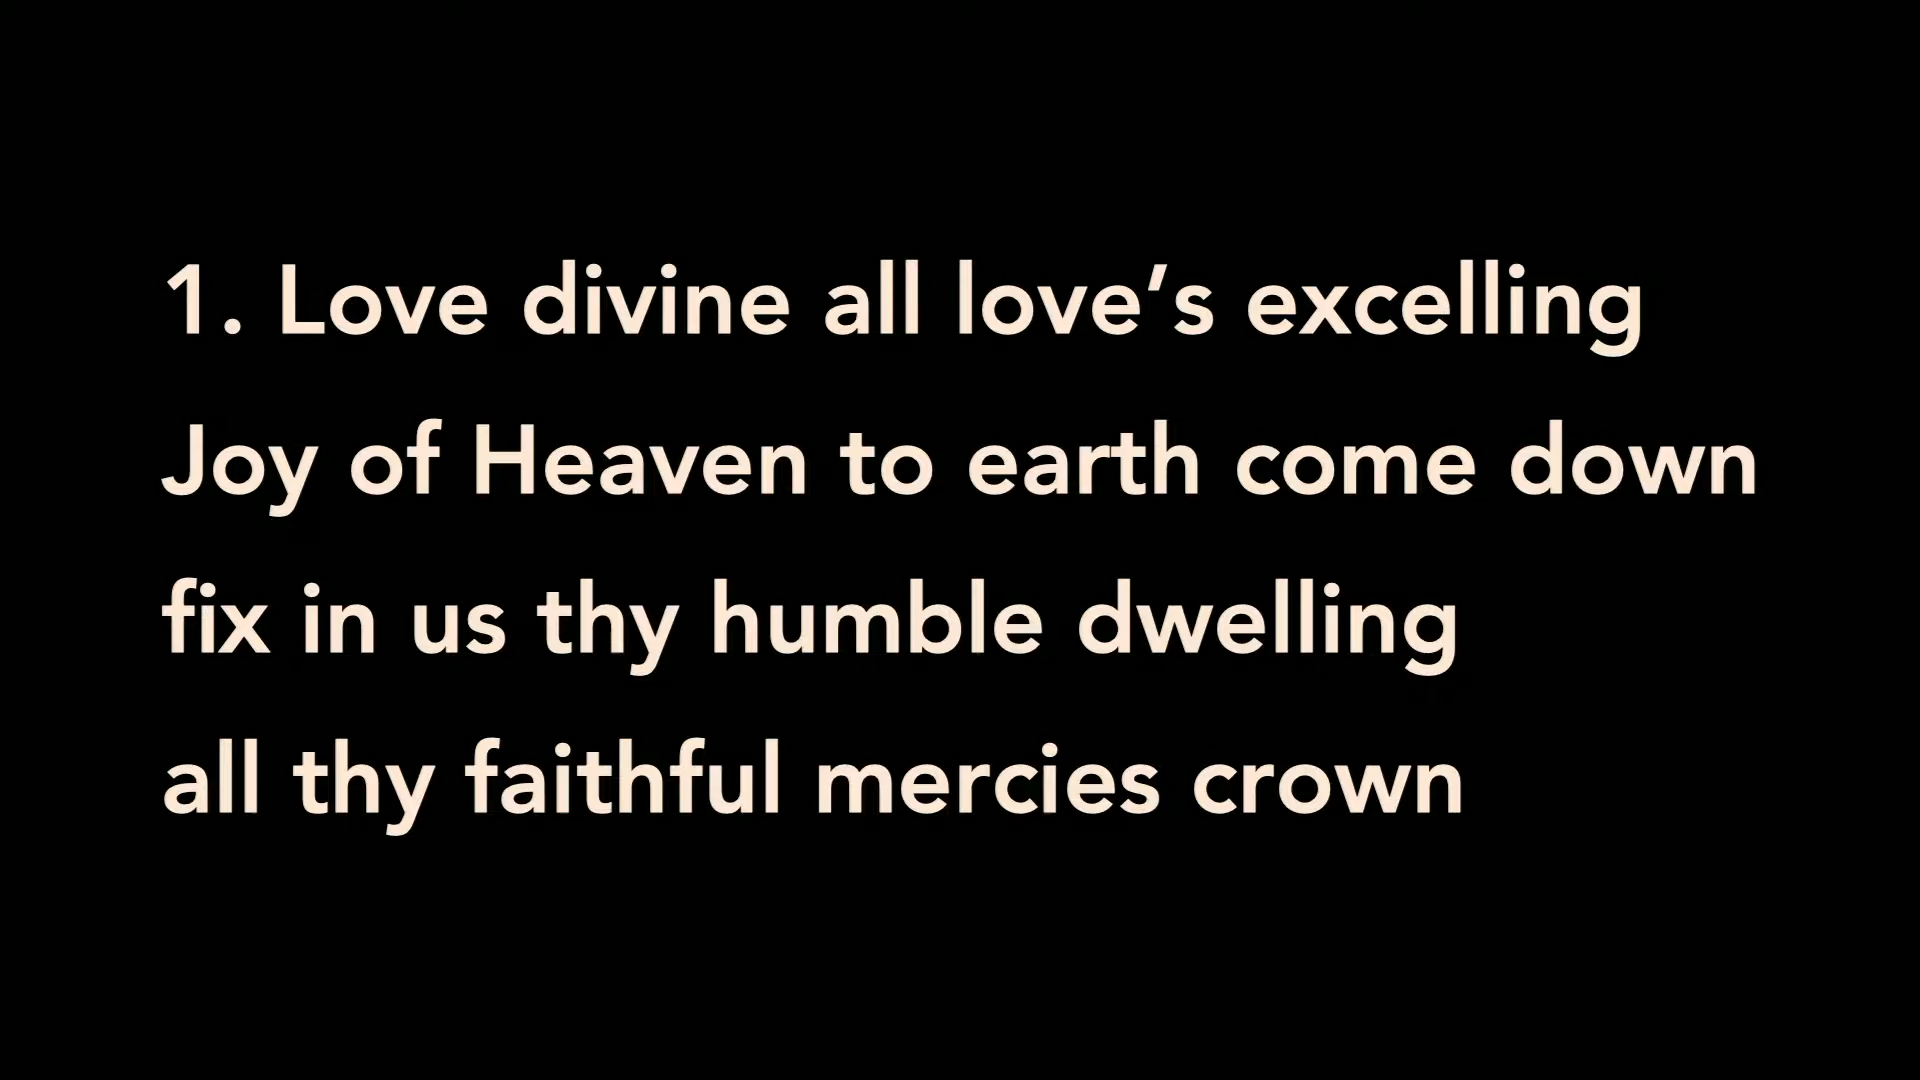 1. Love divine all love’s excelling
Joy of Heaven to earth come down
fix in us thy humble dwelling
all thy faithful mercies crown